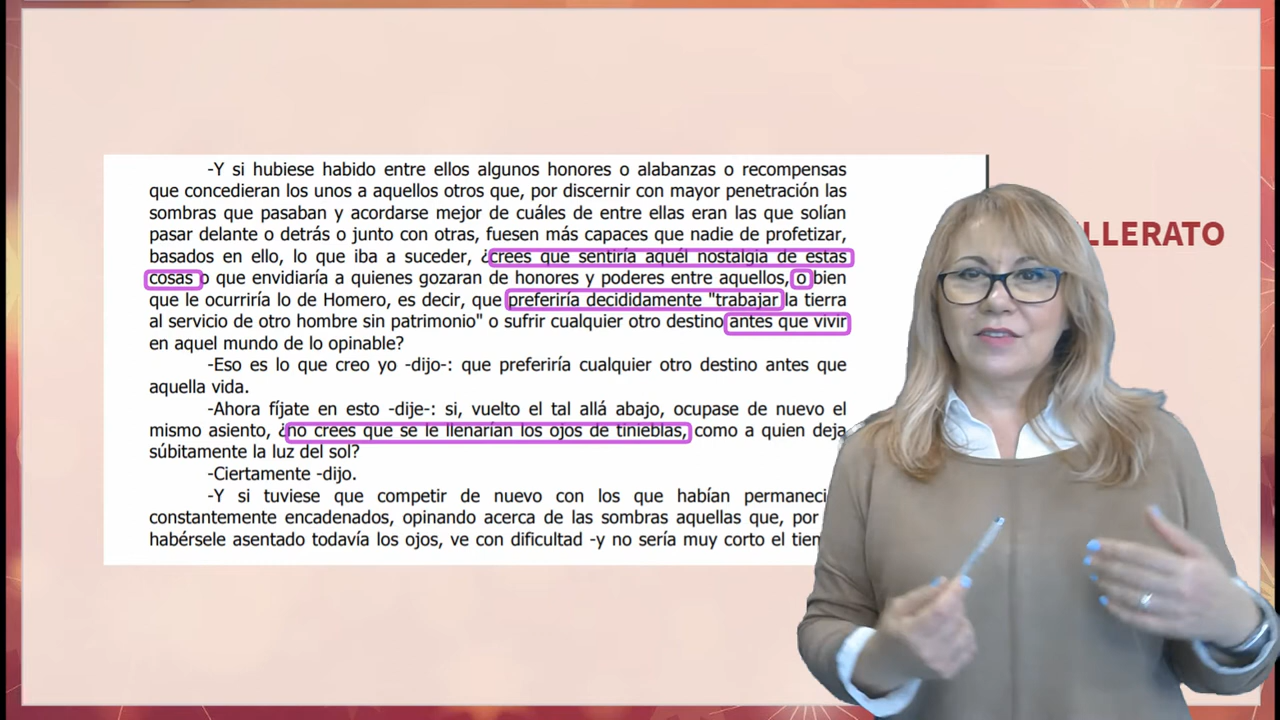 -Y si hubiese habido entre ellos algunos honores o alabanzas o recompensas
que concedieran los unos a aquellos otros que, por discernir con mayor penetración las
sombras que pasaban y acordarse mejor de cuáles de entre ellas eran las que solían
pasar delante o detrás o junto con otras, fuesen más capaces que nadie de profetizar,
basados en ello, lo que iba a suceder, ¿crees que sentiría aquél nostalgia de estas
cosas o que envidiaría a quienes gozaran de honores y poderes entre aquellos, o bien
que le ocurriría lo de Homero, es decir, que preferiría decididamente "trabajar la tierra
al servicio de otro hombre sin patrimonio" o sufrir cualquier otro destino antes que vivir
en aquel mundo de lo opinable?
-Eso es lo que creo yo -dijo-: que preferiría cualquier otro destino antes que
aquella vida.
-Ahora fíjate en esto -dije-: si, vuelto el tal allá abajo, ocupase de nuevo el
mismo asiento, ¿no crees que se le llenarían los ojos de tinieblas, como a quien deja
súbitamente la luz del sol?
-Ciertamente -dijo.
-Y si tuviese que competir de nuevo con los que habían permaneci
constantemente encadenados, opinando acerca de las sombras aquellas que, por
habérsele asentado todavía los ojos, ve con dificultad -y no sería muy corto el tiem
LLERATO